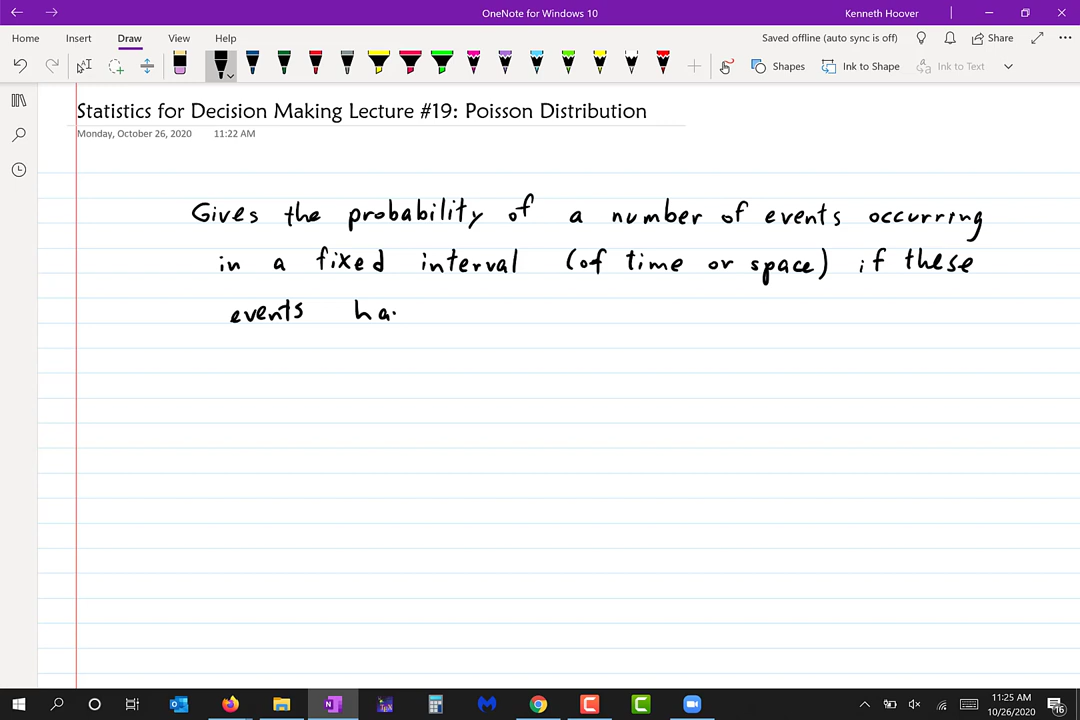 OneNote for Windows 10
Kenneth Hoover
Home Insert Draw View Help
Saved offline (auto sync is off)
Share
Shapes
Ink to Shape
Ink to Text
Statistics for Decision Making Lecture #19: Poisson Distribution
Monday, October 26, 2020 11:22 AM
Gives the probability of a number of events occurring
in a fixed interval (of time or space) if these
events ha
11:25 AM
10/26/2020
16